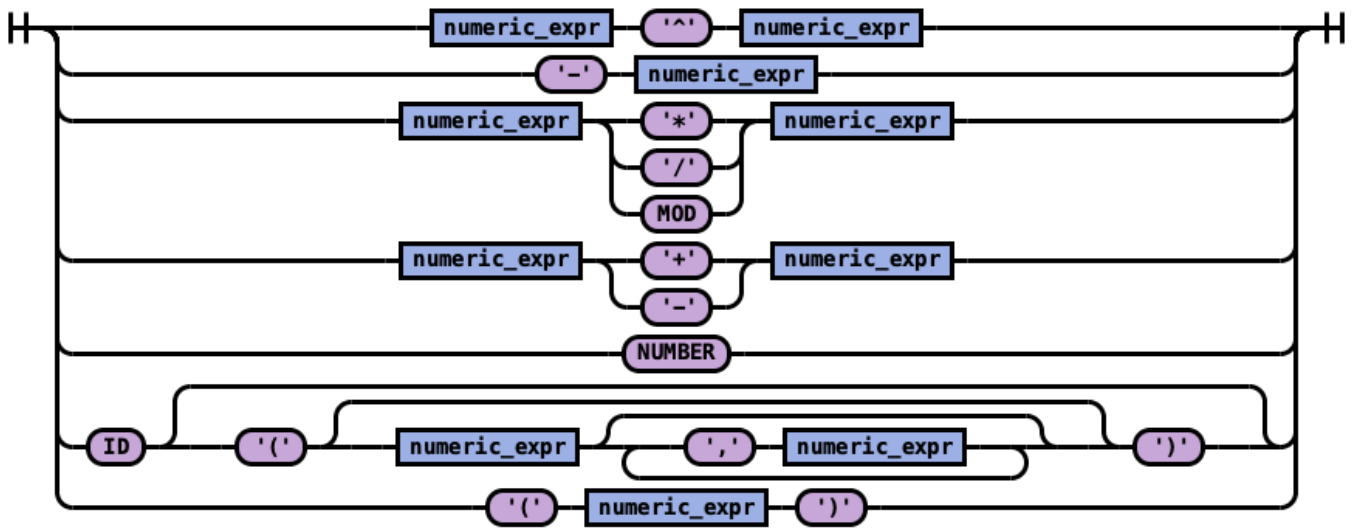 numeric_expr '^' numeric_expr
'-' numeric_expr
numeric_expr '*' numeric_expr
'/'
MOD
numeric_expr '+' numeric_expr
'-'
NUMBER
ID '(' numeric_expr ',' numeric_expr ')'
'(' numeric_expr ')'